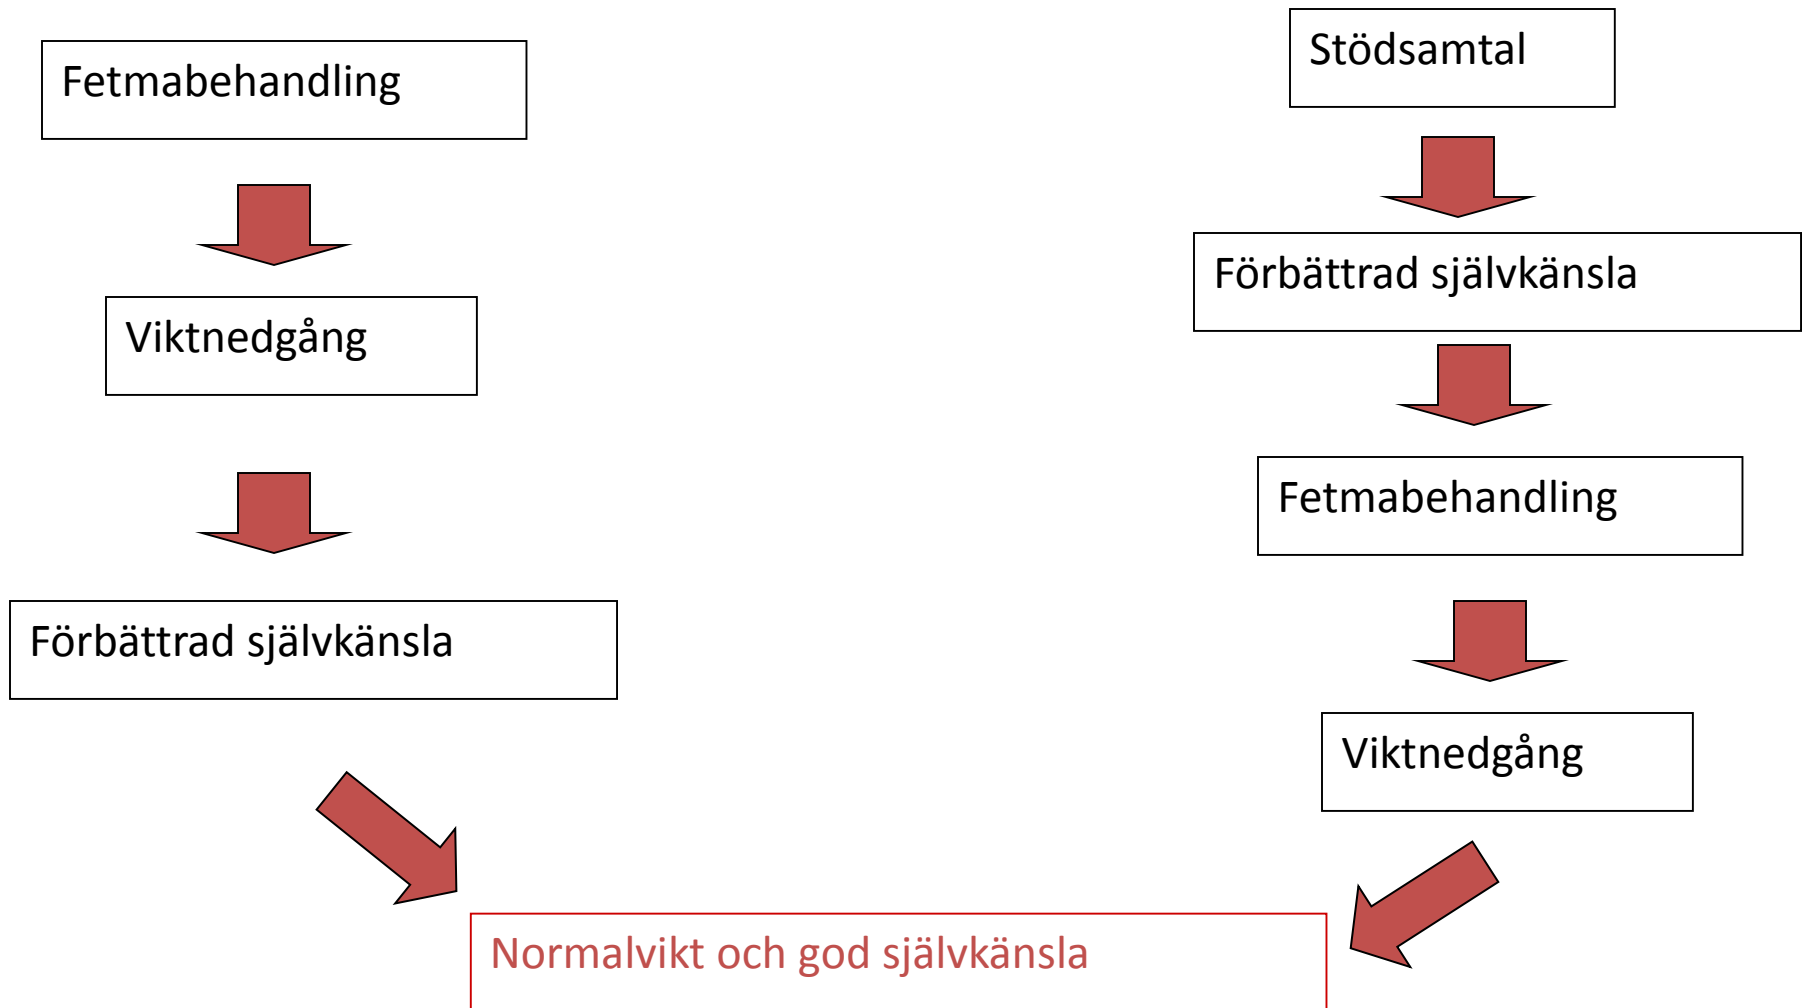 Fetmabehandling
Viktnedgång
Förbättrad självkänsla
Stödsamtal
Förbättrad självkänsla
Fetmabehandling
Viktnedgång
Normalvikt och god självkänsla